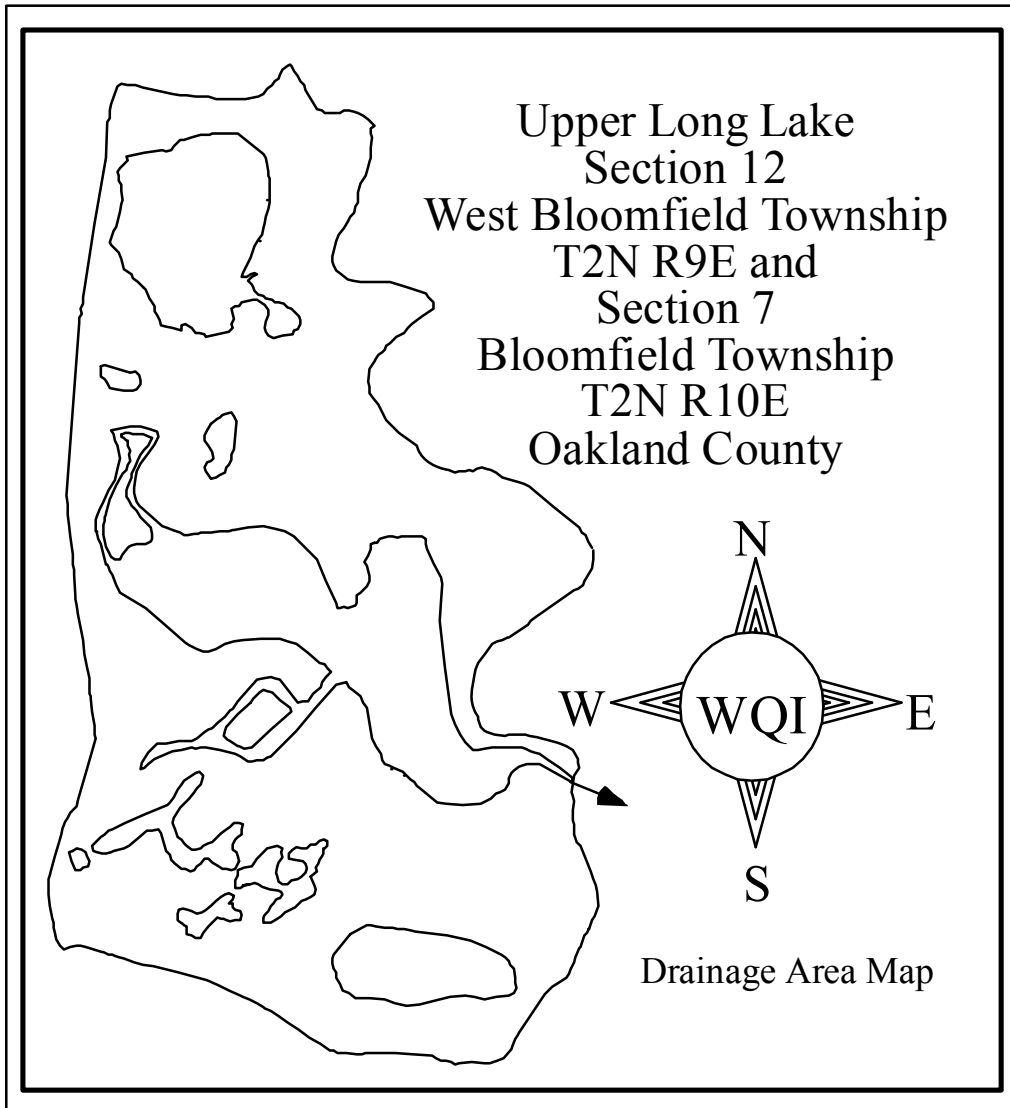 Upper Long Lake
Section 12
West Bloomfield Township
T2N R9E and
Section 7
Bloomfield Township
T2N R10E
Oakland County
N
W
WQI
E
S
Drainage Area Map